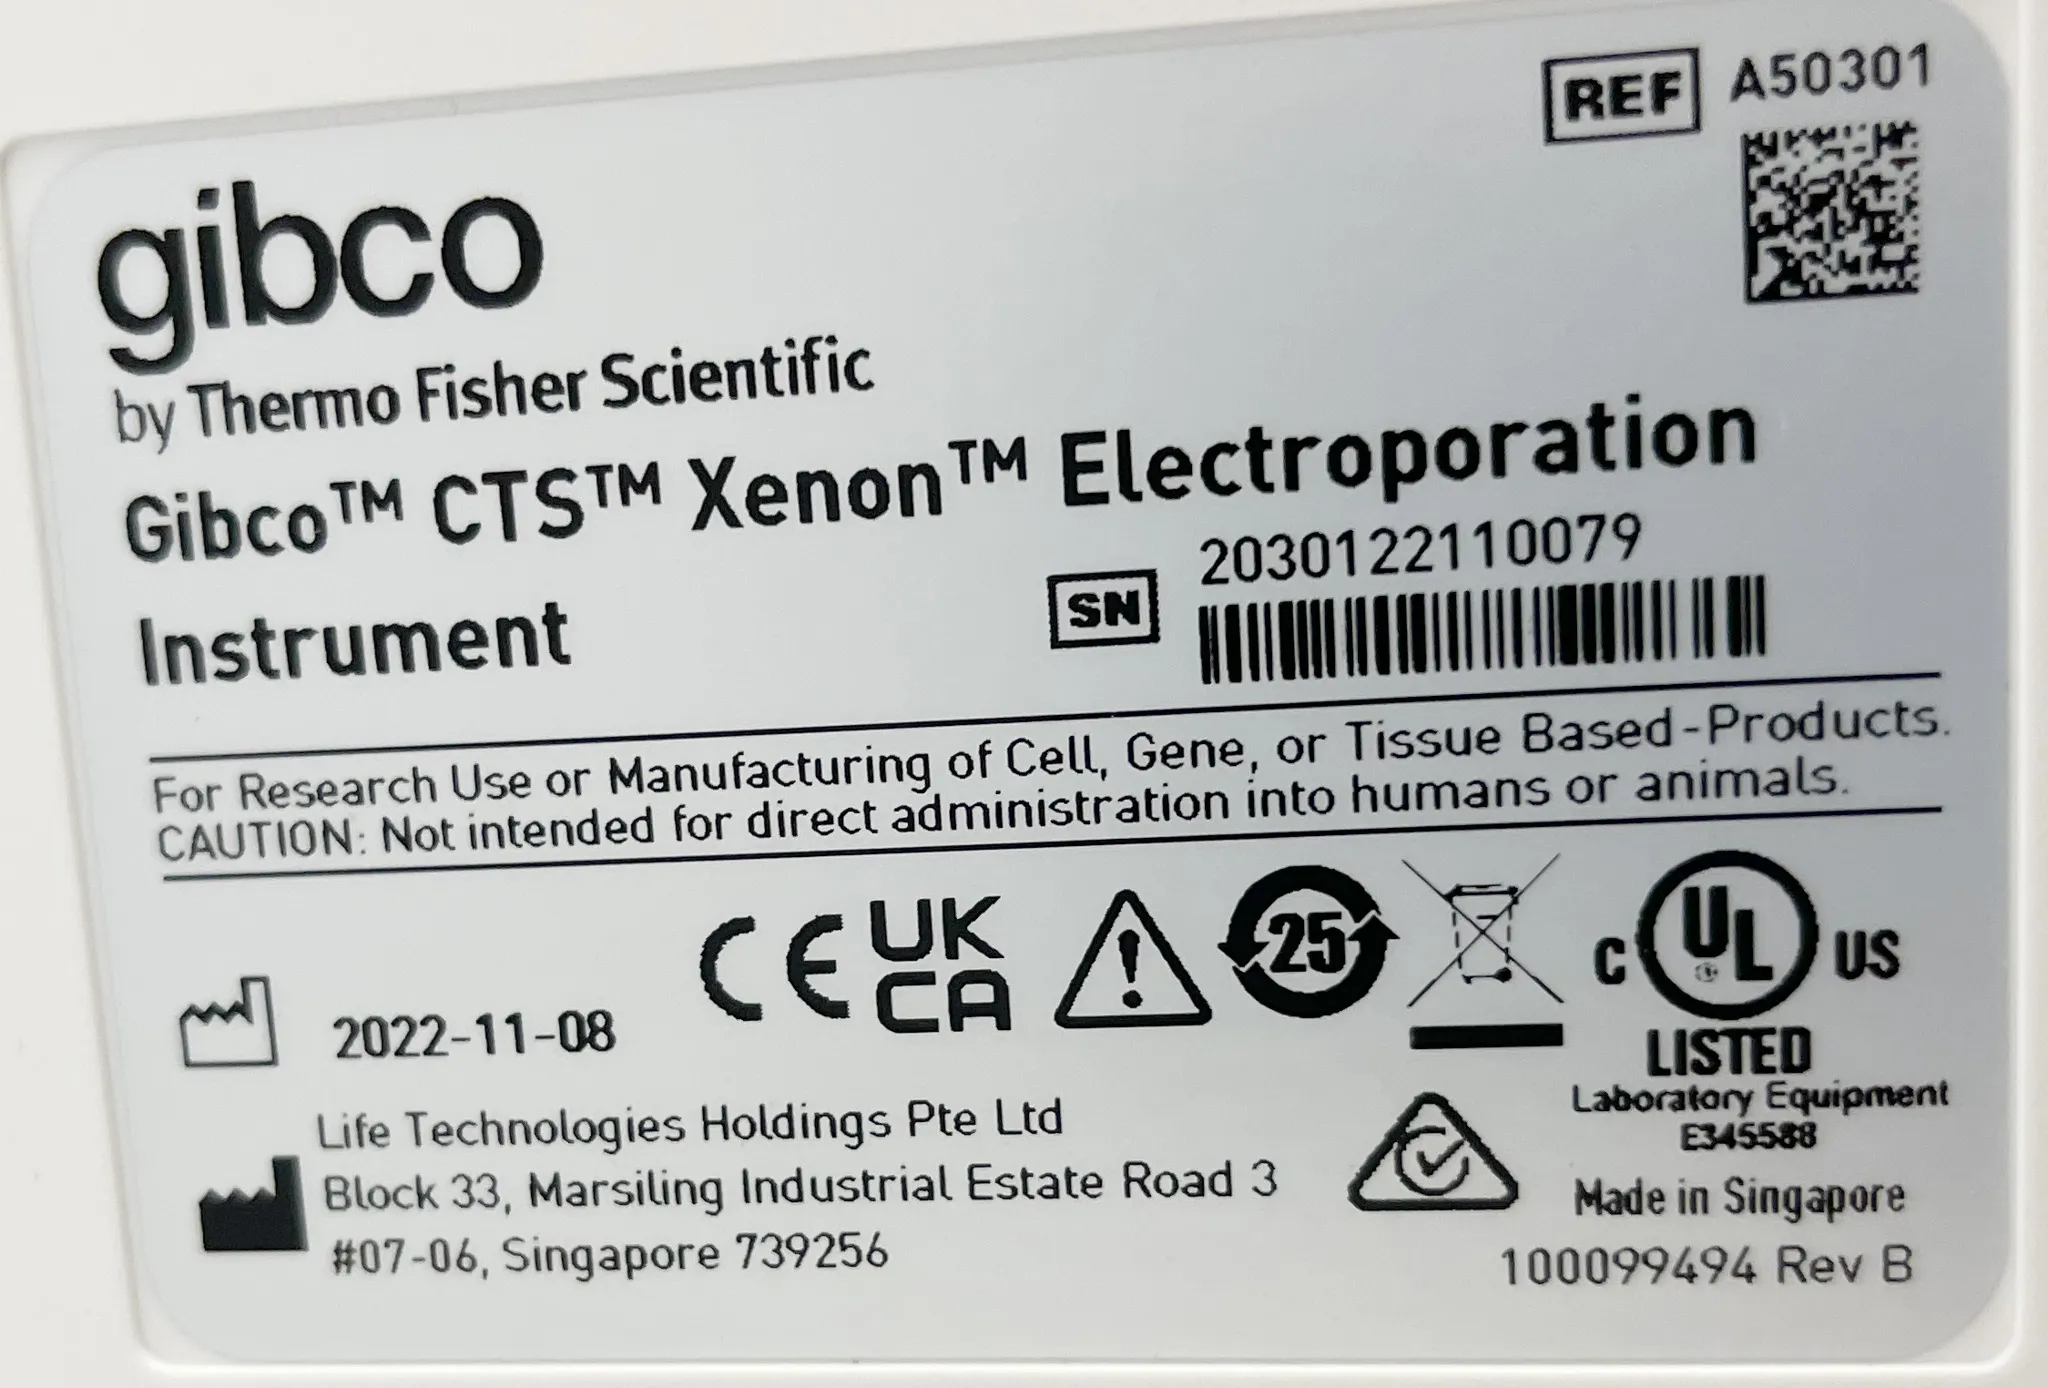 REF A50301
gibco
by Thermo Fisher Scientific
Gibco™ CTS™ Xenon™ Electroporation
Instrument
SN 2030122110079
For Research Use or Manufacturing of Cell, Gene, or Tissue Based-Products.
CAUTION: Not intended for direct administration into humans or animals.
2022-11-08
CE UK
CA
25
C UL US
LISTED
Laboratory Equipment
E345588
Life Technologies Holdings Pte Ltd
Block 33, Marsiling Industrial Estate Road 3
#07-06, Singapore 739256
Made in Singapore
100099494 Rev B